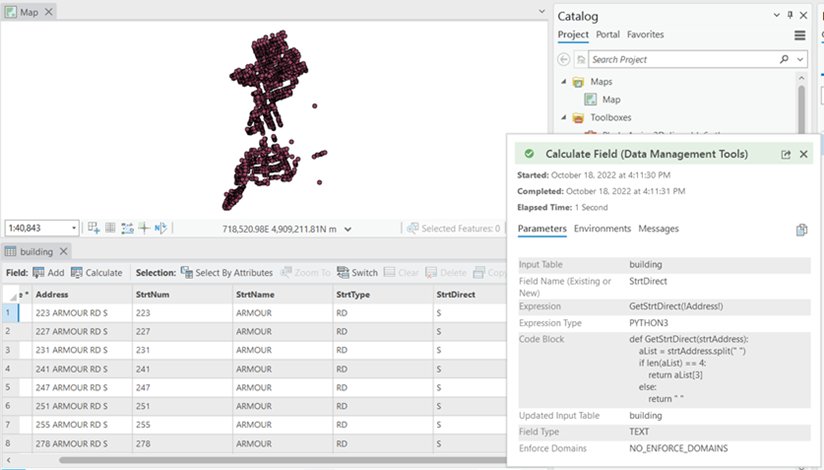 Map
Catalog
Project Portal Favorites
Search Project
Maps
Map
Toolboxes
1:40,843
718,520.98E 4,909,211.81N m
Selected Features: 0
building
Field: Add Calculate Selection: Select By Attributes Zoom To Switch Clear Delete Copy
e * Address StrtNum StrtName StrtType StrtDirect
1 223 ARMOUR RD S 223 ARMOUR RD S
2 227 ARMOUR RD S 227 ARMOUR RD S
3 231 ARMOUR RD S 231 ARMOUR RD S
4 241 ARMOUR RD S 241 ARMOUR RD S
5 247 ARMOUR RD S 247 ARMOUR RD S
6 251 ARMOUR RD S 251 ARMOUR RD S
7 255 ARMOUR RD S 255 ARMOUR RD S
8 278 ARMOUR RD S 278 ARMOUR RD S
Calculate Field (Data Management Tools)
Started: October 18, 2022 at 4:11:30 PM
Completed: October 18, 2022 at 4:11:31 PM
Elapsed Time: 1 Second
Parameters Environments Messages
Input Table building
Field Name (Existing or New) StrtDirect
Expression GetStrtDirect(!Address!)
Expression Type PYTHON3
Code Block def GetStrtDirect(strtAddress):
aList = strtAddress.split(" ")
if len(aList) == 4:
return aList[3]
else:
return " "
Updated Input Table building
Field Type TEXT
Enforce Domains NO_ENFORCE_DOMAINS